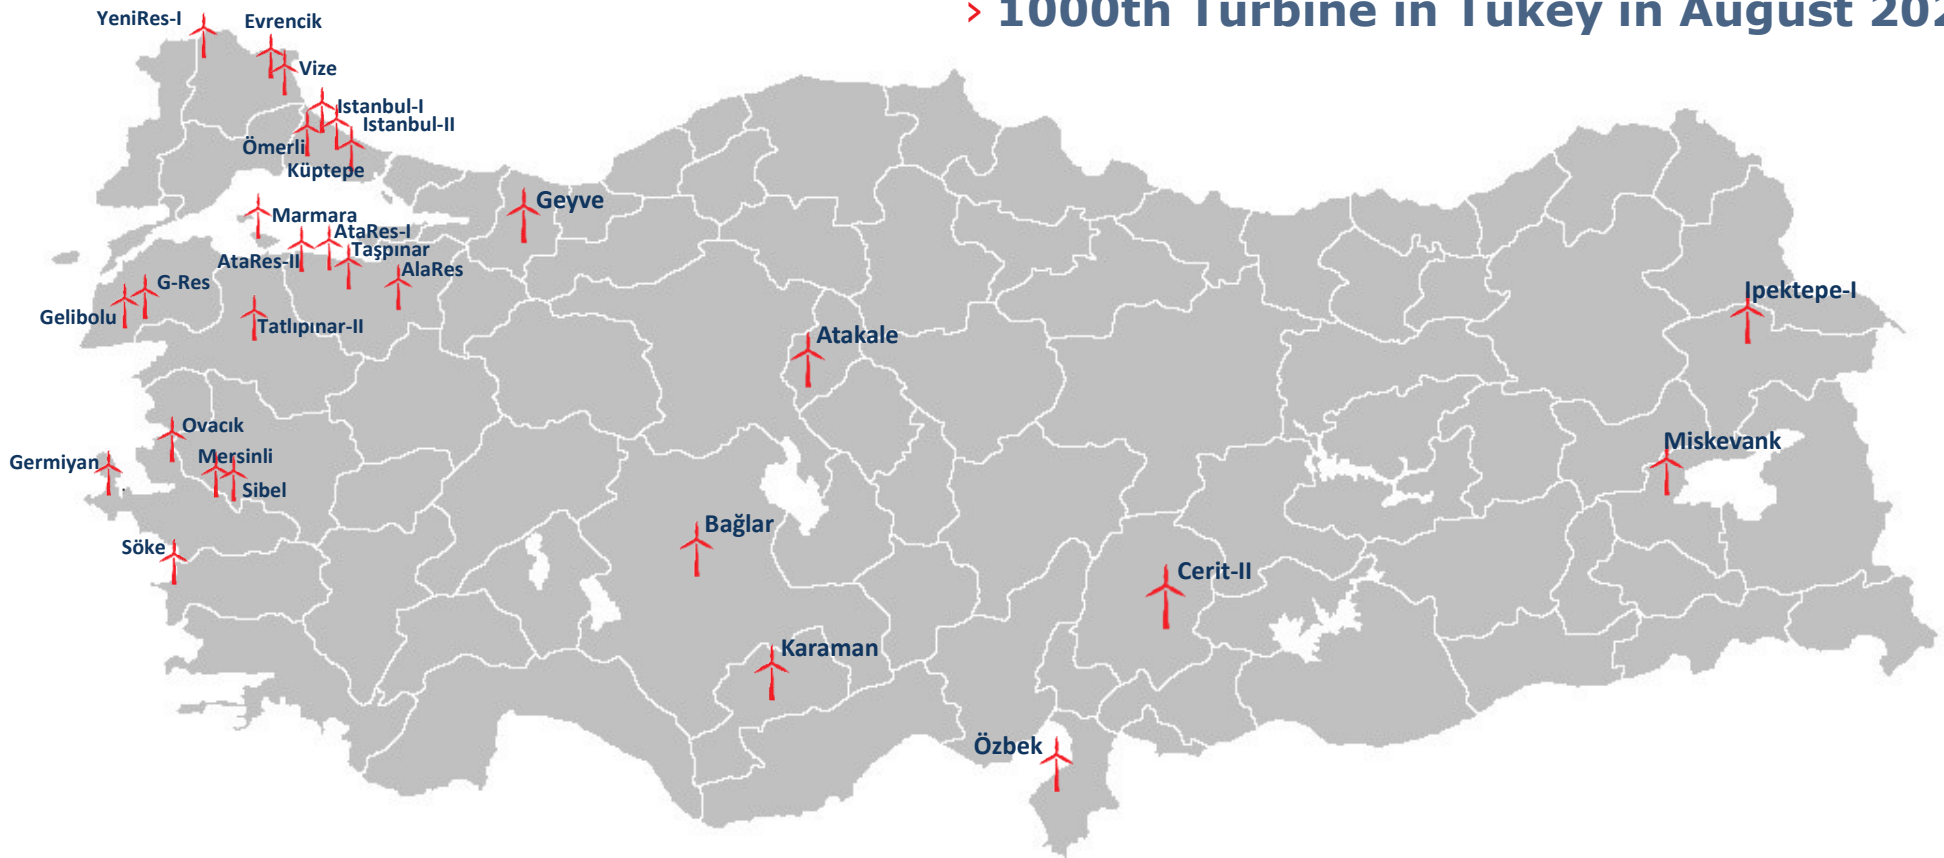 > 1000th Turbine in Tukey in August 202
YeniRes-I
Evrencik
Vize
Istanbul-I
Istanbul-II
Ömerli
Küptepe
Geyve
Marmara
AtaRes-I
Taşpınar
AtaRes-II
AlaRes
G-Res
Gelibolu
Tatlıpınar-II
Ipektepe-I
Atakale
Ovacık
Germiyan
Mersinli
Sibel
Miskevank
Bağlar
Söke
Cerit-II
Karaman
Özbek